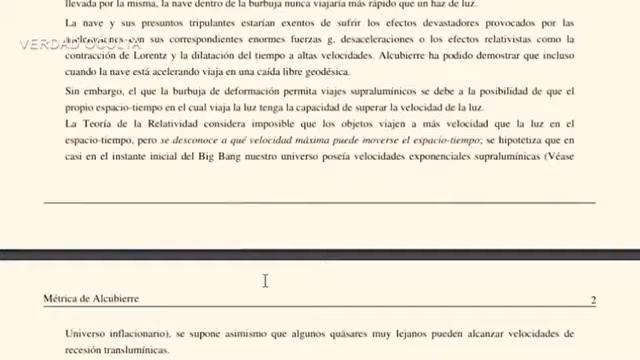 llevada por la misma, la nave dentro de la burbuja nunca viajaría más rápido que un haz de luz.
La nave y sus presuntos tripulantes estarían exentos de sufrir los efectos devastadores provocados por las
VERDAD OCULTA
aceleraciones con sus correspondientes enormes fuerzas g, desaceleraciones o los efectos relativistas como la
contracción de Lorentz y la dilatación del tiempo a altas velocidades. Alcubierre ha podido demostrar que incluso
cuando la nave está acelerando viaja en una caída libre geodésica.
Sin embargo, el que la burbuja de deformación permita viajes supralumínicos se debe a la posibilidad de que el
propio espacio-tiempo en el cual viaja la luz tenga la capacidad de superar la velocidad de la luz.
La Teoría de la Relatividad considera imposible que los objetos viajen a más velocidad que la luz en el
espacio-tiempo, pero se desconoce a qué velocidad máxima puede moverse el espacio-tiempo; se hipotetiza que en
casi en el instante inicial del Big Bang nuestro universo poseía velocidades exponenciales supralumínicas (Véase
Métrica de Alcubierre 2
Universo inflacionario), se supone asimismo que algunos quásares muy lejanos pueden alcanzar velocidades de
recesión translumínicas.